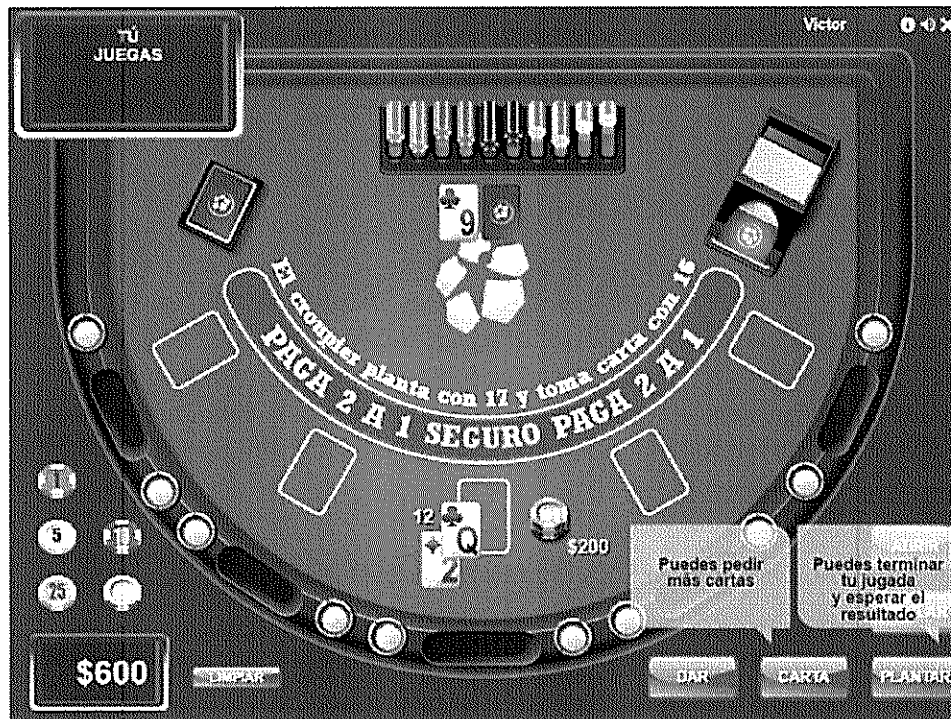 TÚ
JUEGAS
Victor
9
El croupier planta con 17 y toma carta con 16
PAGA 2 A 1 SEGURO PAGA 2 A 1
1
5
25
12
Q
2
$200
Puedes pedir
más cartas
Puedes terminar
tu jugada
y esperar el
resultado
$600
LIMPIAR
DAR
CARTA
PLANTAR